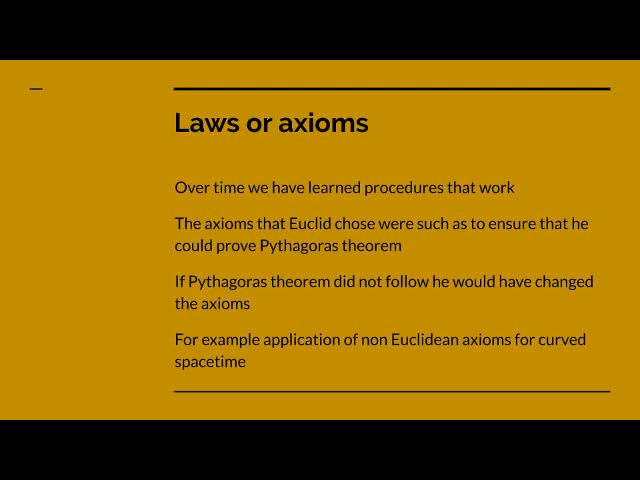 Laws or axioms
Over time we have learned procedures that work
The axioms that Euclid chose were such as to ensure that he
could prove Pythagoras theorem
If Pythagoras theorem did not follow he would have changed
the axioms
For example application of non Euclidean axioms for curved
spacetime